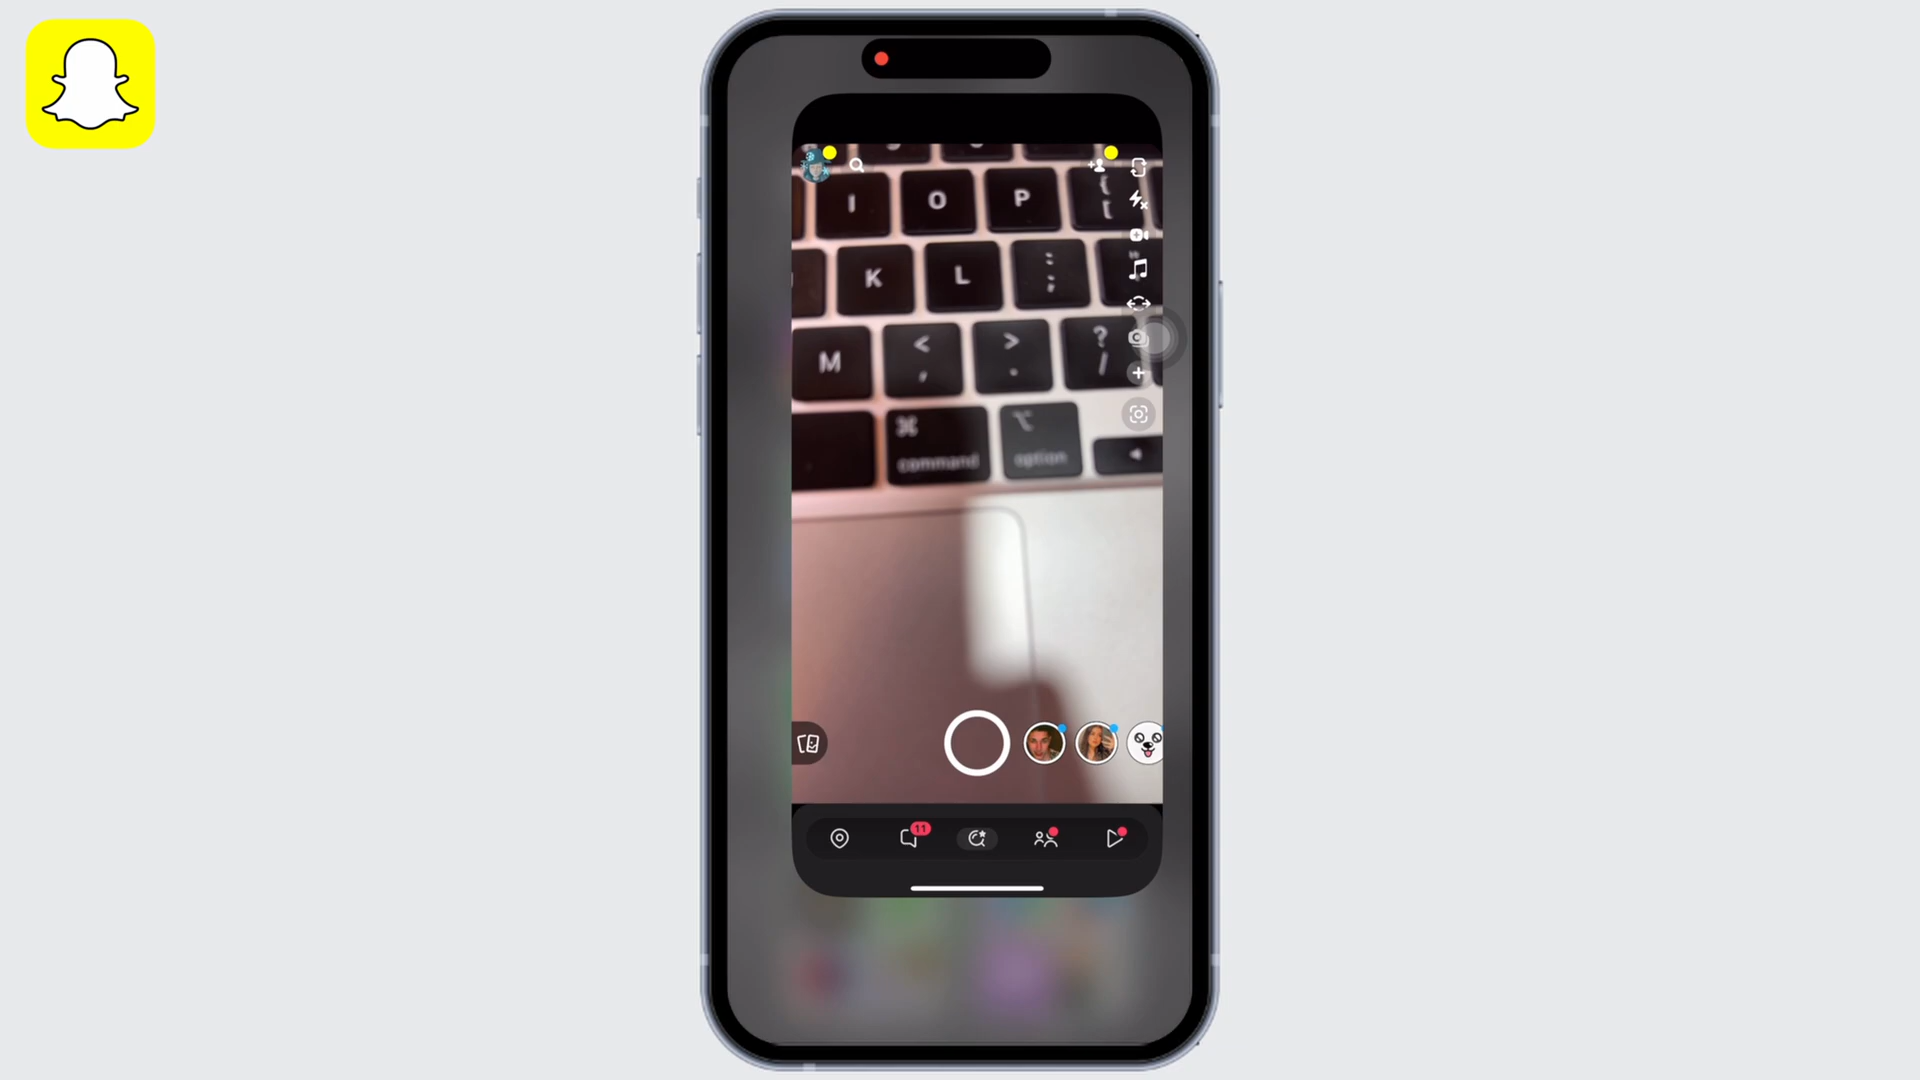 I O P [
K L : ;
M < , > . ? /
⌘ ⌥
command option
11